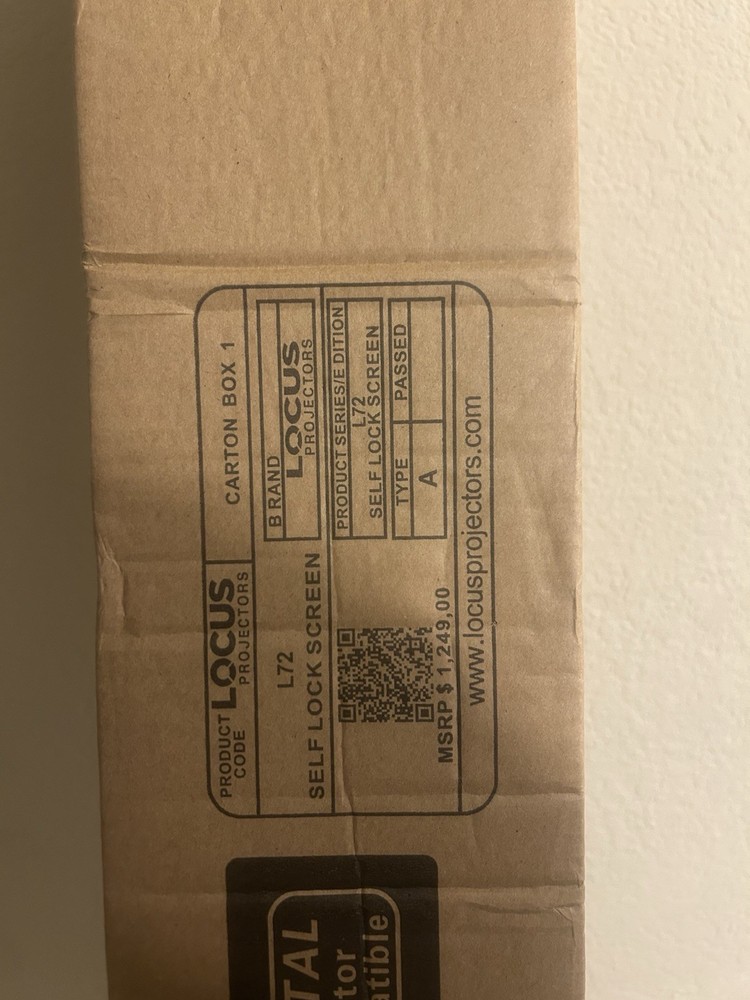 PRODUCT CODE
LOCUS
PROJECTORS
CARTON BOX 1
L72
SELF LOCK SCREEN
MSRP $ 1,249,00
BRAND
LOCUS
PROJECTORS
PRODUCT SERIES/E DITION
L72
SELF LOCK SCREEN
TYPE PASSED
A
www.locusprojectors.com
TAL
tor
atible